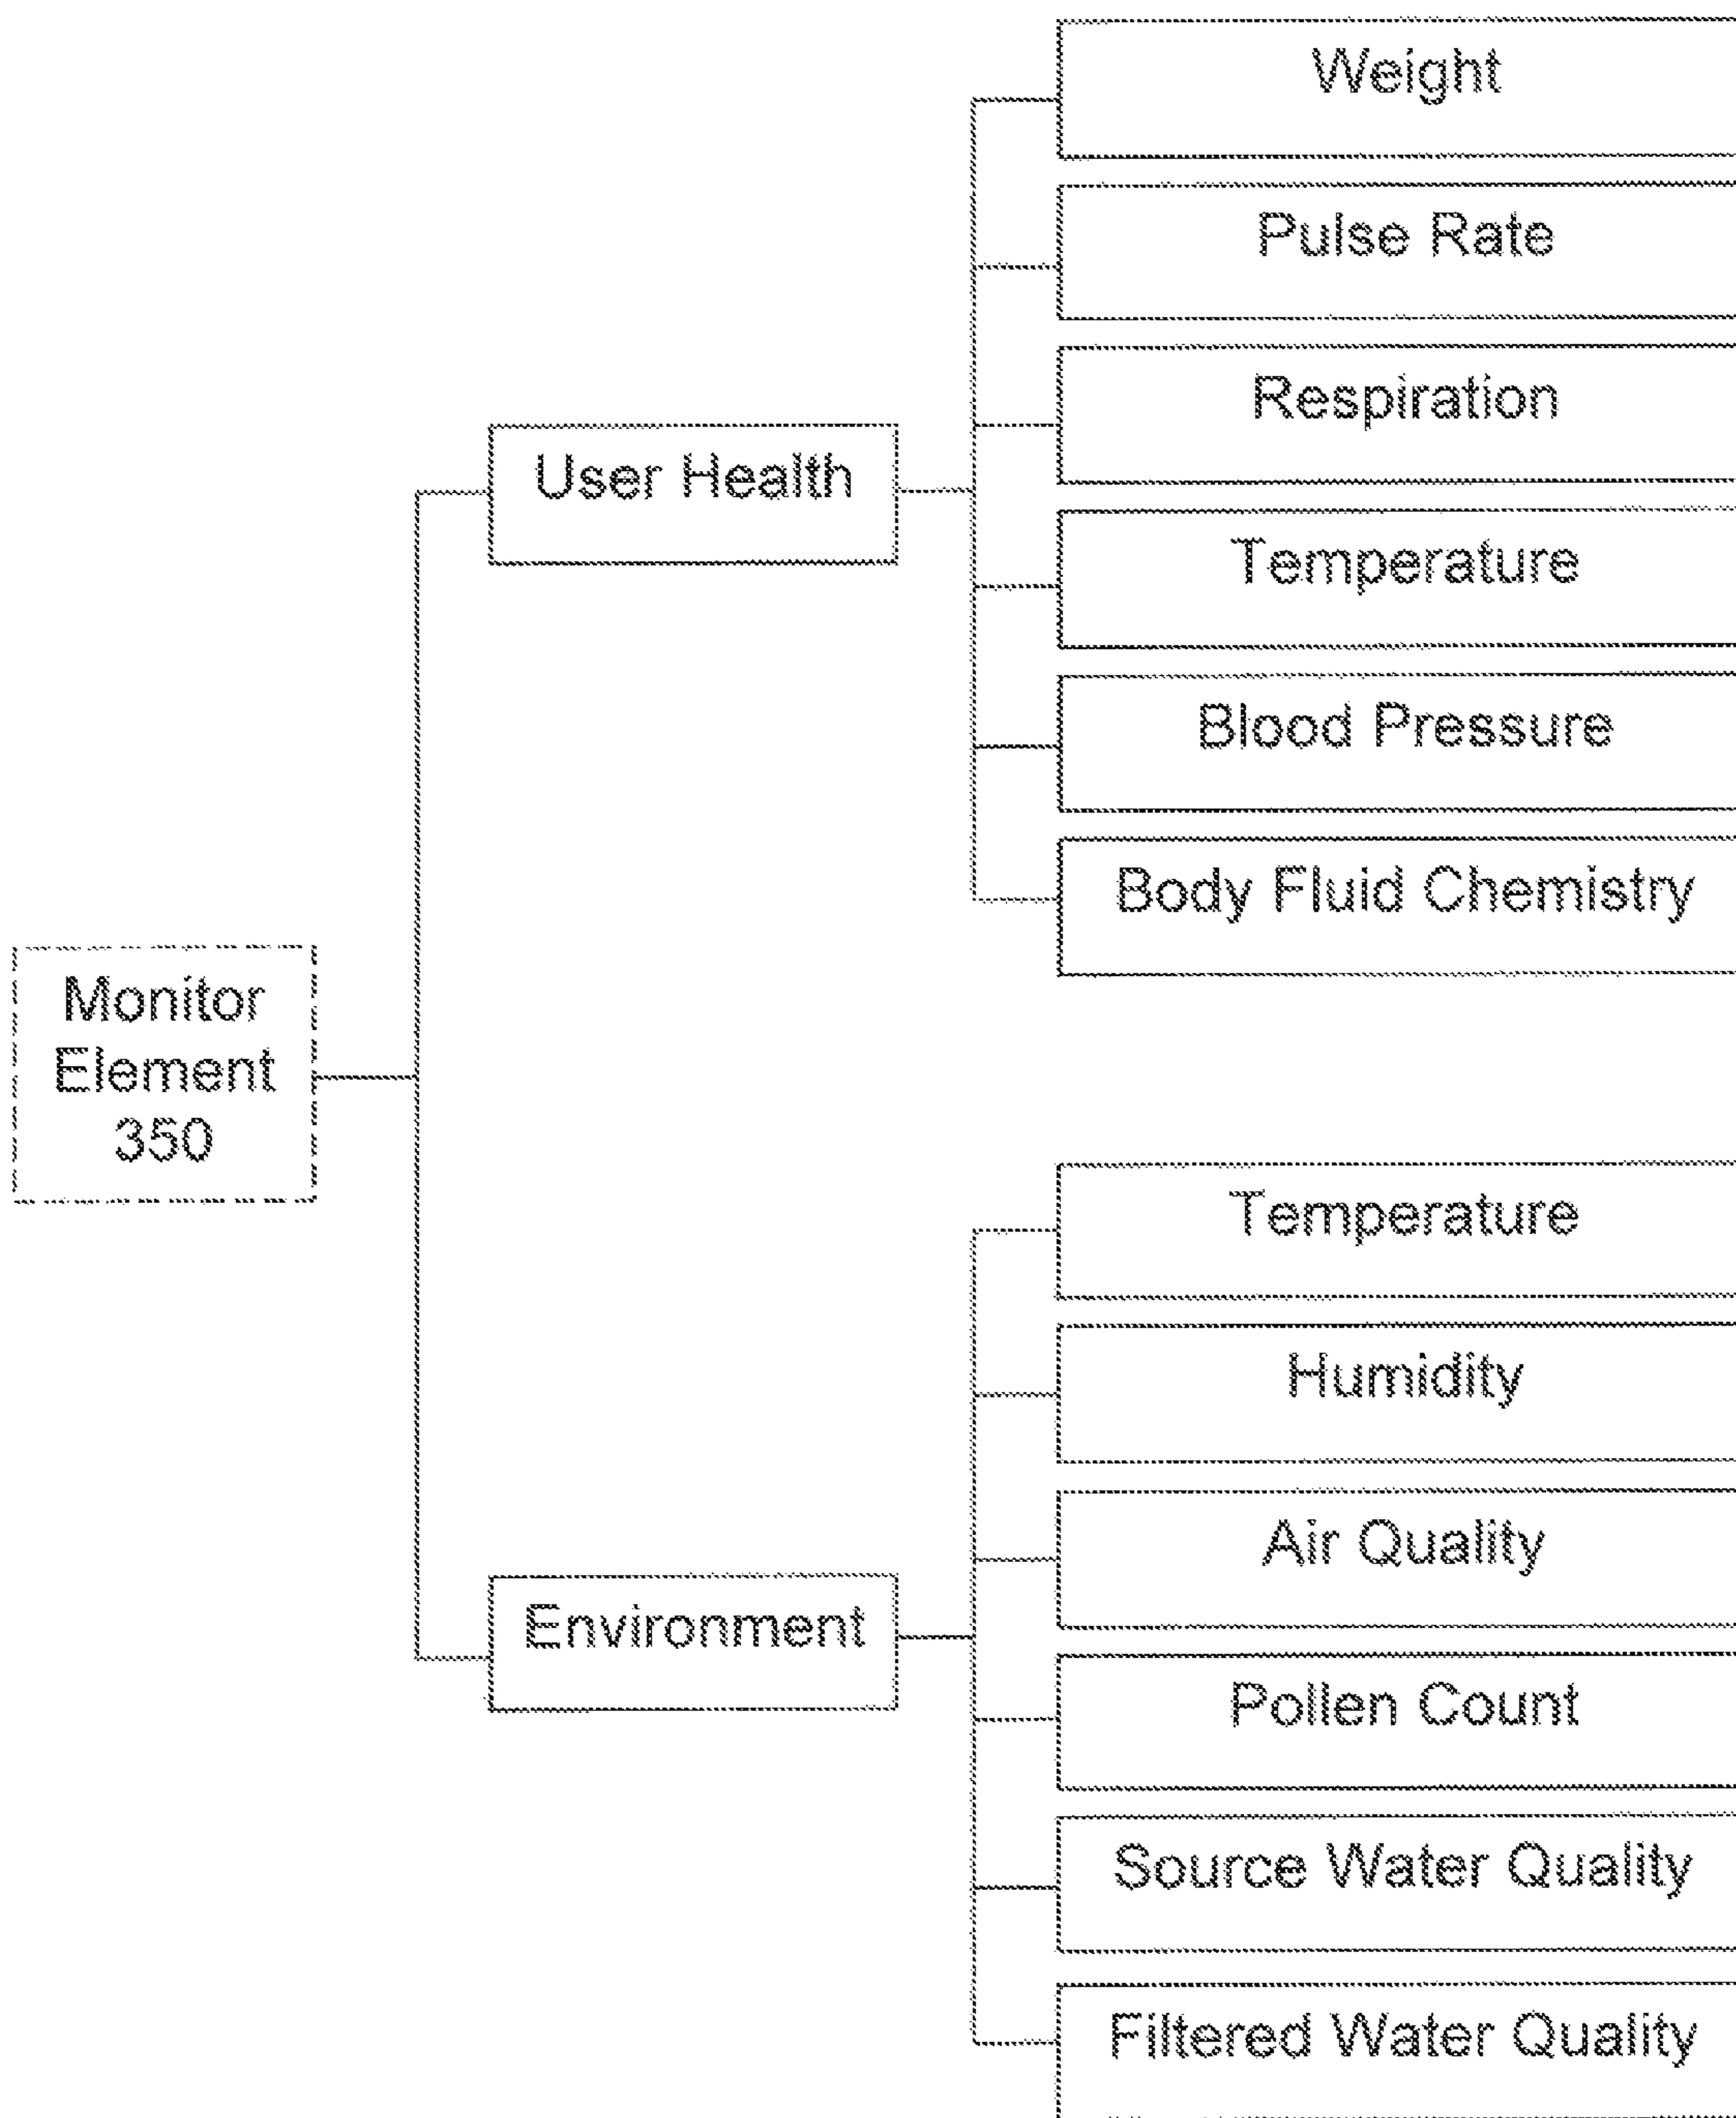 Monitor
Element
350
User Health
Weight
Pulse Rate
Respiration
Temperature
Blood Pressure
Body Fluid Chemistry
Environment
Temperature
Humidity
Air Quality
Pollen Count
Source Water Quality
Filtered Water Quality